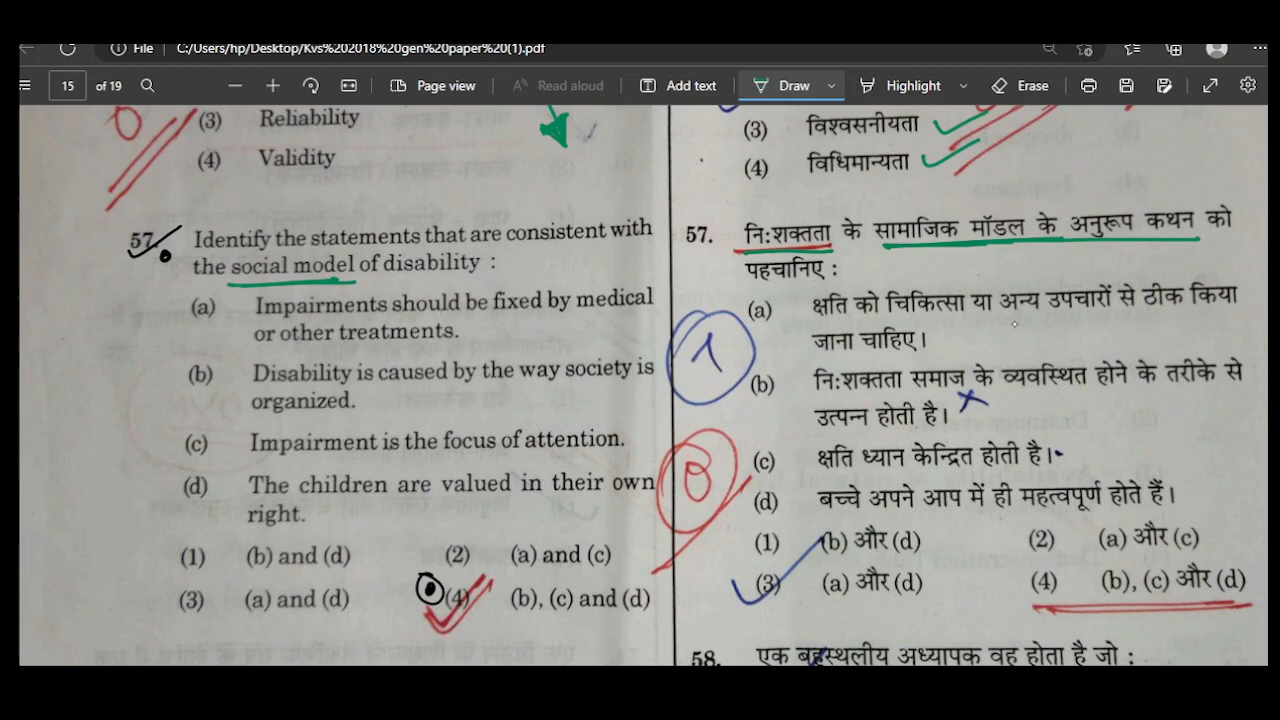 File C:/Users/hp/Desktop/Kvs%202018%20gen%20paper%20(1).pdf
15 of 19 Page view Read aloud Add text Draw Highlight Erase
(3) Reliability
(4) Validity
57. Identify the statements that are consistent with
the social model of disability :
(a) Impairments should be fixed by medical
or other treatments.
(b) Disability is caused by the way society is
organized.
(c) Impairment is the focus of attention.
(d) The children are valued in their own
right.
(1) (b) and (d) (2) (a) and (c)
(3) (a) and (d) (4) (b), (c) and (d)
(3) विश्वसनीयता
(4) विधिमान्यता
57. नि:शक्तता के सामाजिक मॉडल के अनुरूप कथन को
पहचानिए :
(a) क्षति को चिकित्सा या अन्य उपचारों से ठीक किया
जाना चाहिए।
(b) नि:शक्तता समाज के व्यवस्थित होने के तरीके से
उत्पन्न होती है।
(c) क्षति ध्यान केन्द्रित होती है।
(d) बच्चे अपने आप में ही महत्वपूर्ण होते हैं।
(1) (b) और (d) (2) (a) और (c)
(3) (a) और (d) (4) (b), (c) और (d)
58. एक बहुस्थलीय अध्यापक वह होता है जो :